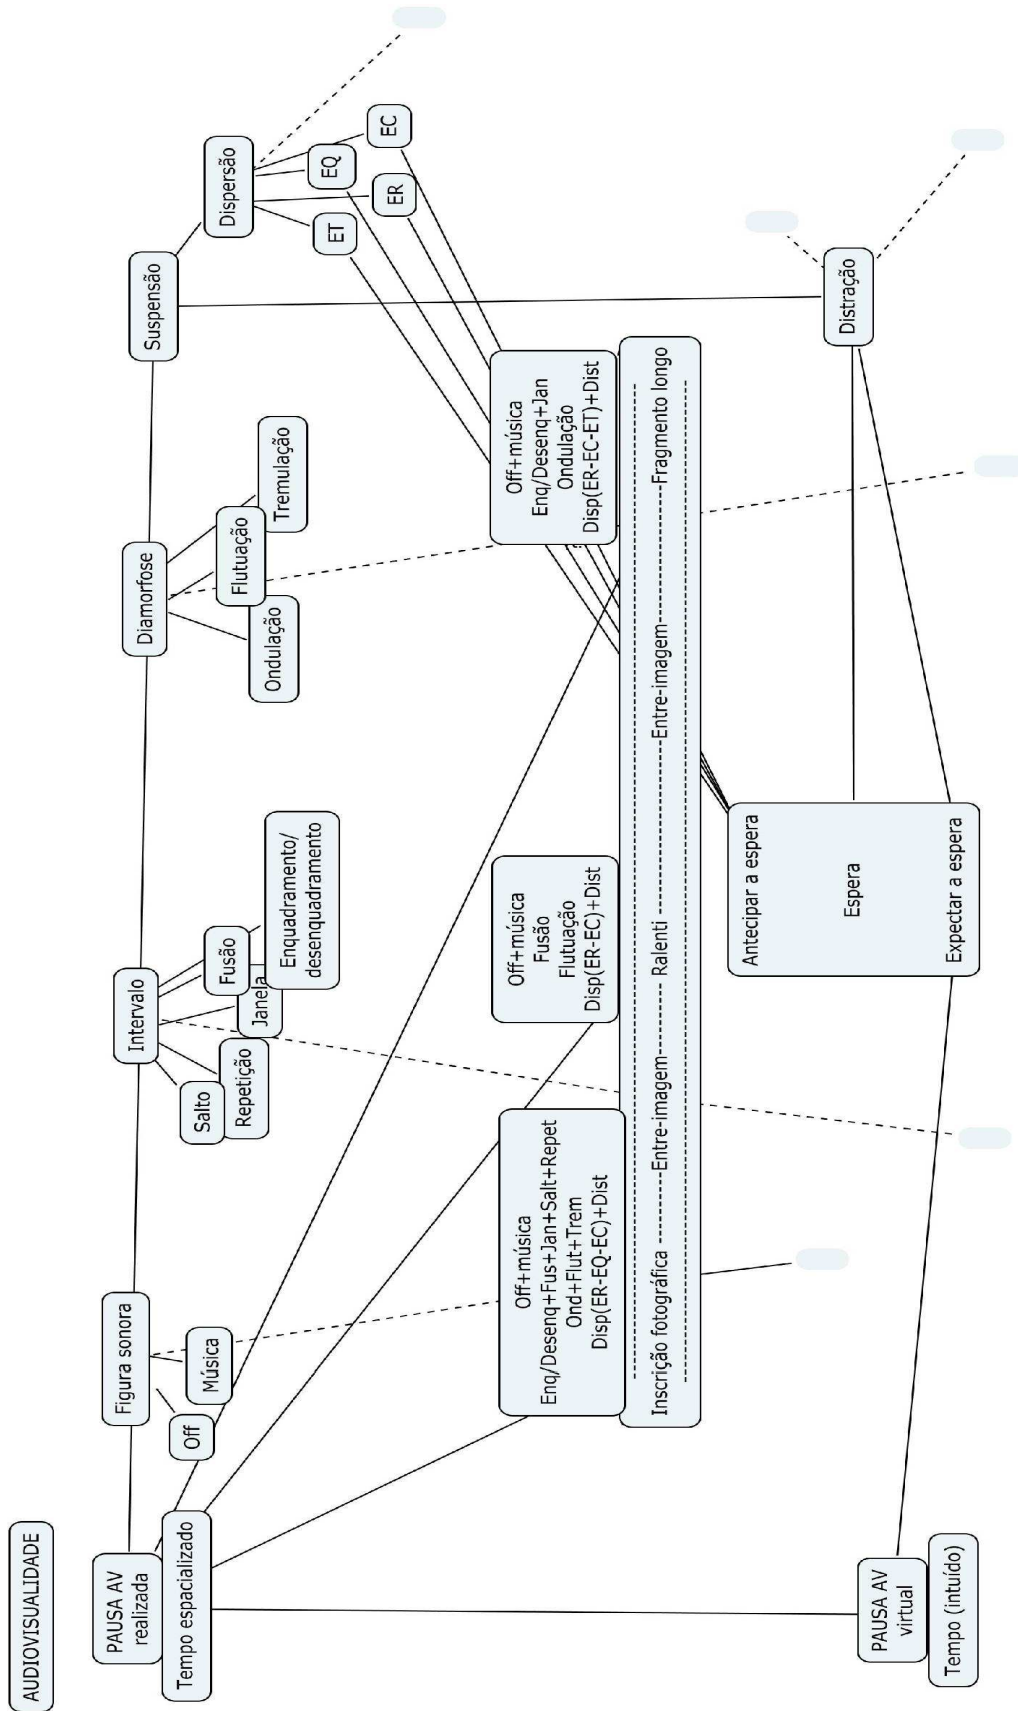 AUDIOVISUALIDADE
PAUSA AV
realizada
Tempo espacializado
Figura sonora
Off
Música
Intervalo
Salto
Repetição
Fusão
Janela
Enquadramento/
desenquadramento
Diamorfose
Ondulação
Flutuação
Tremulação
Suspensão
Dispersão
ET
EQ
ER
EC
Off+música
Enq/Desenq+Fus+Jan+Salt+Repet
Ond+Flut+Trem
Disp(ER-EQ-EC)+Dist
Off+música
Fusão
Flutuação
Disp(ER-EC)+Dist
Off+música
Enq/Desenq+Jan
Ondulação
Disp(ER-EC-ET)+Dist
Inscrição fotográfica ----------Entre-imagem---------- Ralenti ----------Entre-imagem----------Fragmento longo
Antecipar a espera
Espera
Expectar a espera
Distração
PAUSA AV
virtual
Tempo (intuído)